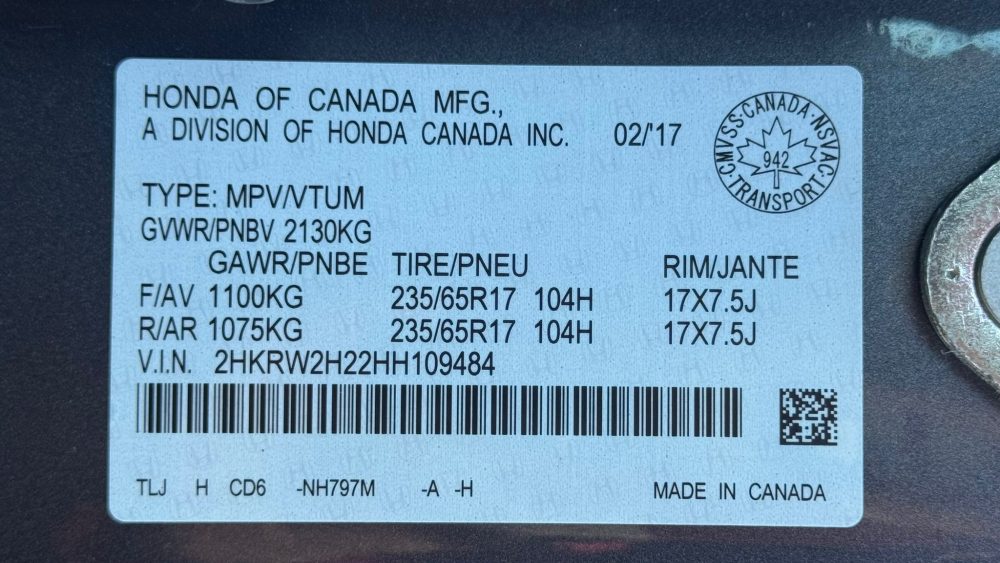 HONDA OF CANADA MFG.,
A DIVISION OF HONDA CANADA INC. 02/'17
CMVSS·CANADA·NSVAC·TRANSPORT·
942
TYPE: MPV/VTUM
GVWR/PNBV 2130KG
GAWR/PNBE TIRE/PNEU RIM/JANTE
F/AV 1100KG 235/65R17 104H 17X7.5J
R/AR 1075KG 235/65R17 104H 17X7.5J
V.I.N. 2HKRW2H22HH109484
TLJ H CD6 -NH797M -A -H MADE IN CANADA